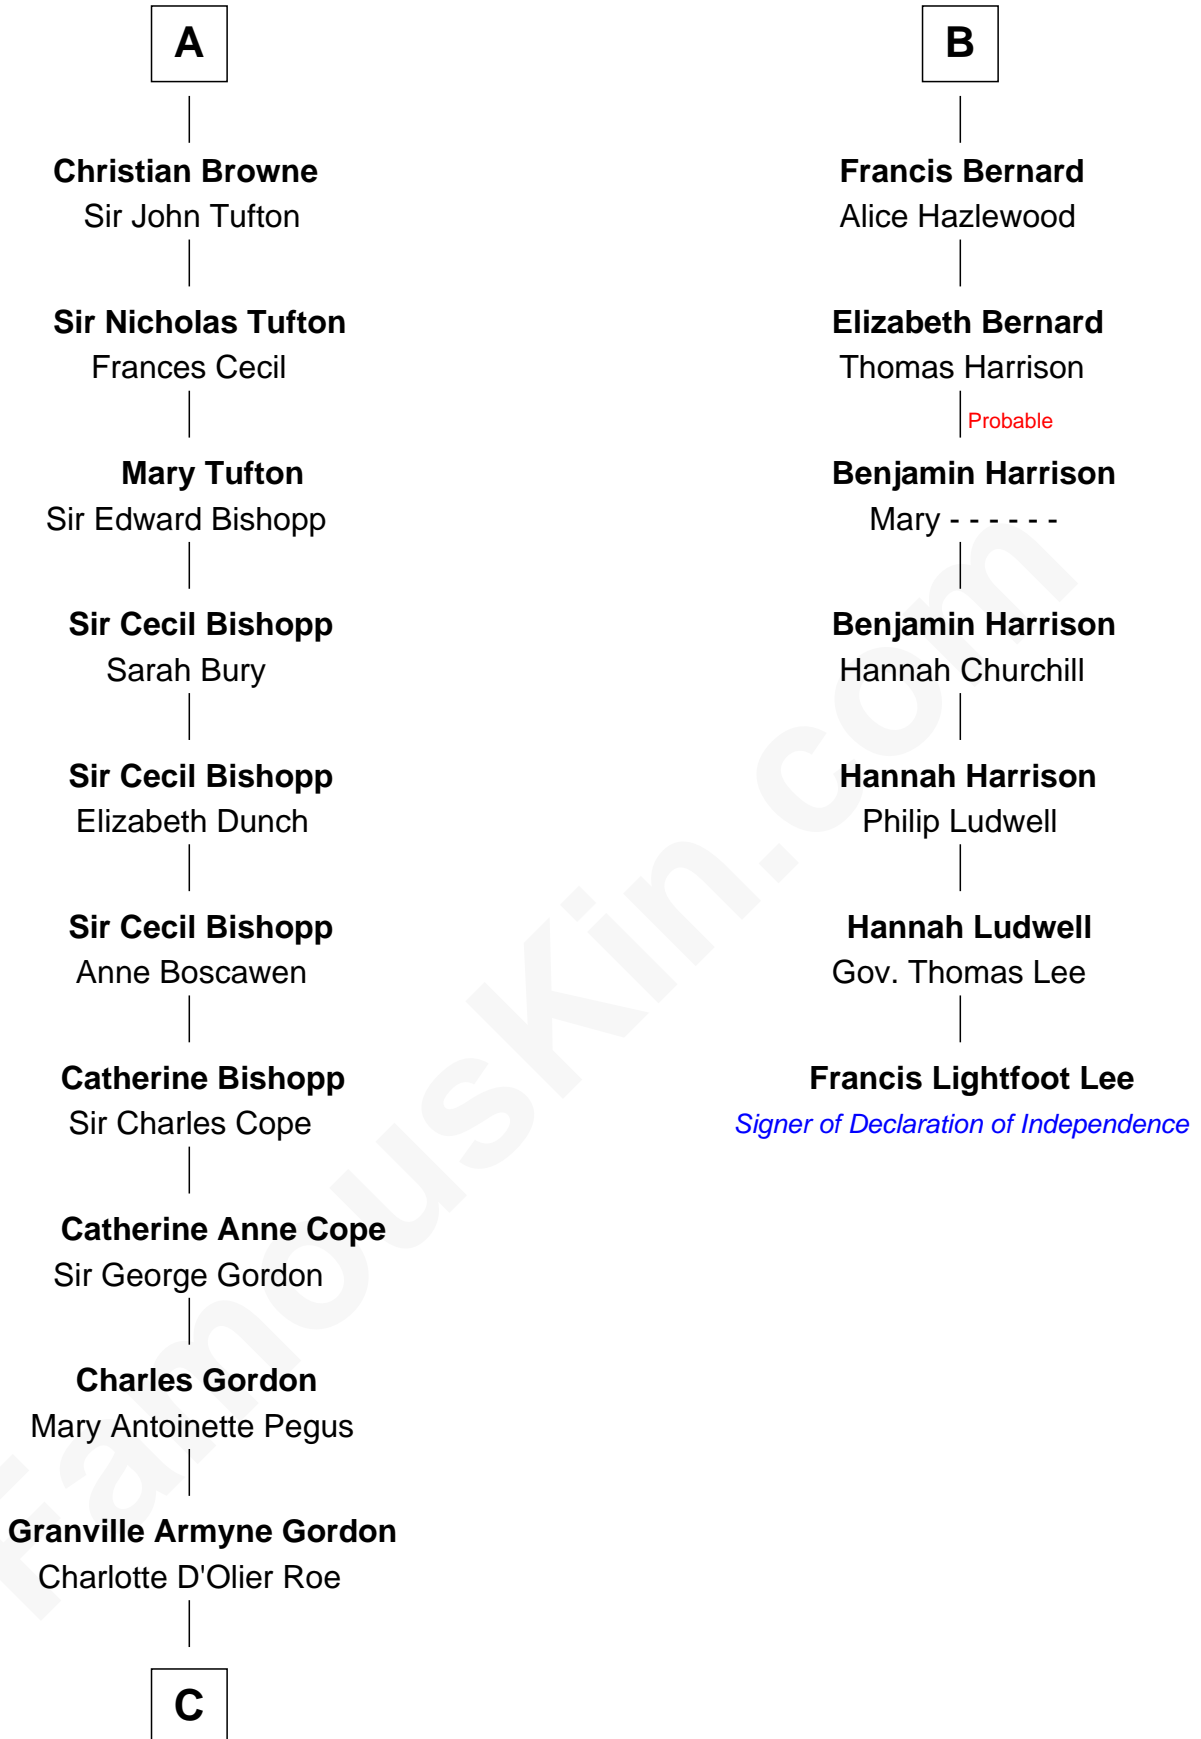 A
Christian Browne
Sir John Tufton
Sir Nicholas Tufton
Frances Cecil
Mary Tufton
Sir Edward Bishopp
Sir Cecil Bishopp
Sarah Bury
Sir Cecil Bishopp
Elizabeth Dunch
Sir Cecil Bishopp
Anne Boscawen
Catherine Bishopp
Sir Charles Cope
Catherine Anne Cope
Sir George Gordon
Charles Gordon
Mary Antoinette Pegus
Granville Armyne Gordon
Charlotte D'Olier Roe
C
B
Francis Bernard
Alice Hazlewood
Elizabeth Bernard
Thomas Harrison
Probable
Benjamin Harrison
Mary - - - - - -
Benjamin Harrison
Hannah Churchill
Hannah Harrison
Philip Ludwell
Hannah Ludwell
Gov. Thomas Lee
Francis Lightfoot Lee
Signer of Declaration of Independence
FamousKin.com